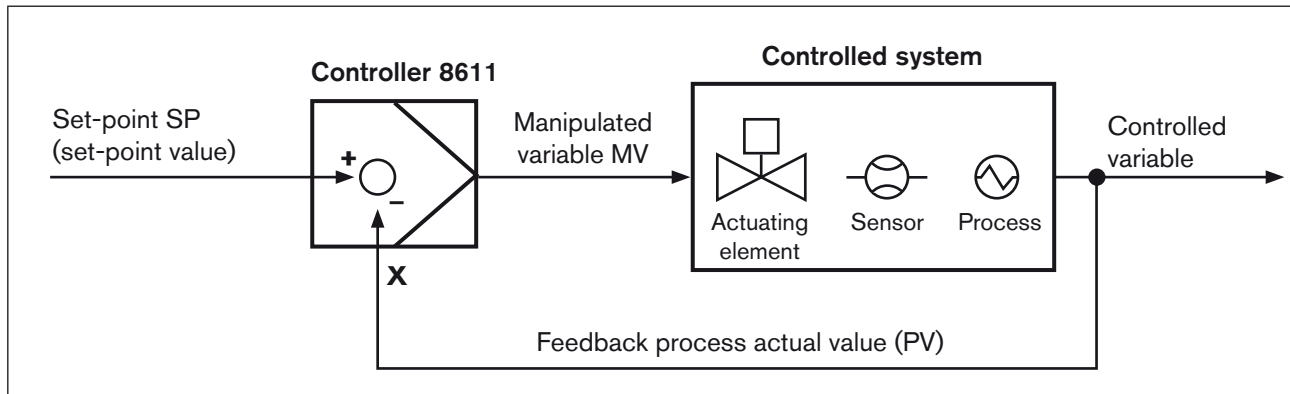 Controller 8611
Controlled system
Set-point SP
(set-point value)
+
–
X
Manipulated
variable MV
Actuating
element
Sensor
Process
Controlled
variable
Feedback process actual value (PV)